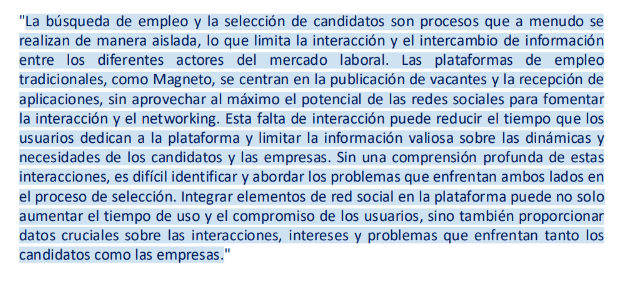 "La búsqueda de empleo y la selección de candidatos son procesos que a menudo se
realizan de manera aislada, lo que limita la interacción y el intercambio de información
entre los diferentes actores del mercado laboral. Las plataformas de empleo
tradicionales, como Magneto, se centran en la publicación de vacantes y la recepción de
aplicaciones, sin aprovechar al máximo el potencial de las redes sociales para fomentar
la interacción y el networking. Esta falta de interacción puede reducir el tiempo que los
usuarios dedican a la plataforma y limitar la información valiosa sobre las dinámicas y
necesidades de los candidatos y las empresas. Sin una comprensión profunda de estas
interacciones, es difícil identificar y abordar los problemas que enfrentan ambos lados en
el proceso de selección. Integrar elementos de red social en la plataforma puede no solo
aumentar el tiempo de uso y el compromiso de los usuarios, sino también proporcionar
datos cruciales sobre las interacciones, intereses y problemas que enfrentan tanto los
candidatos como las empresas."